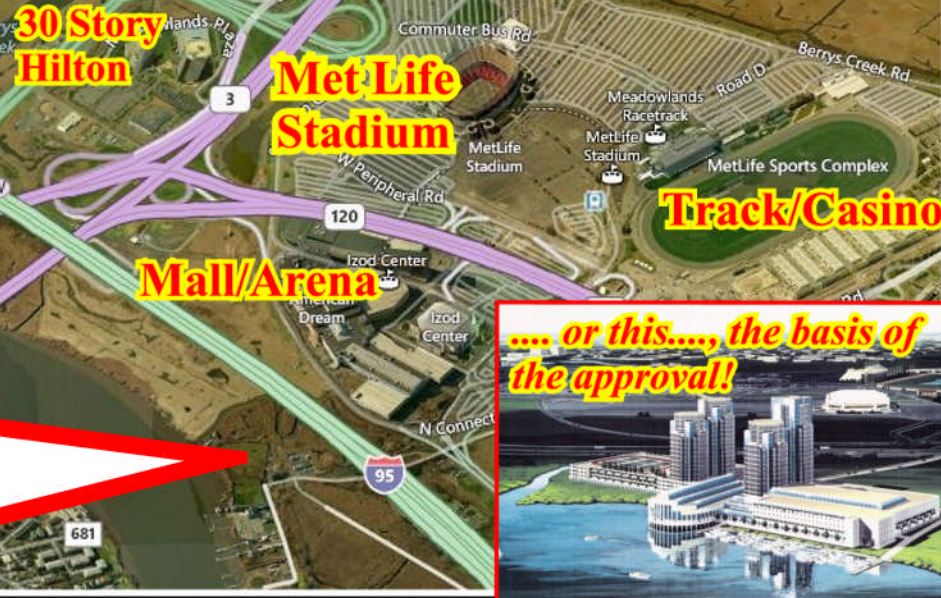 30 Story
Hilton
Commuter Bus Rd
3
Met Life
Stadium
Berrys Creek Rd
Road D
Meadowlands
Racetrack
MetLife
Stadium
MetLife
Stadium
MetLife Sports Complex
W Peripheral Rd
120
Track/Casino
Izod Center
Mall/Arena
American
Dream
Izod
Center
.... or this...., the basis of
the approval!
N Connect
95
681